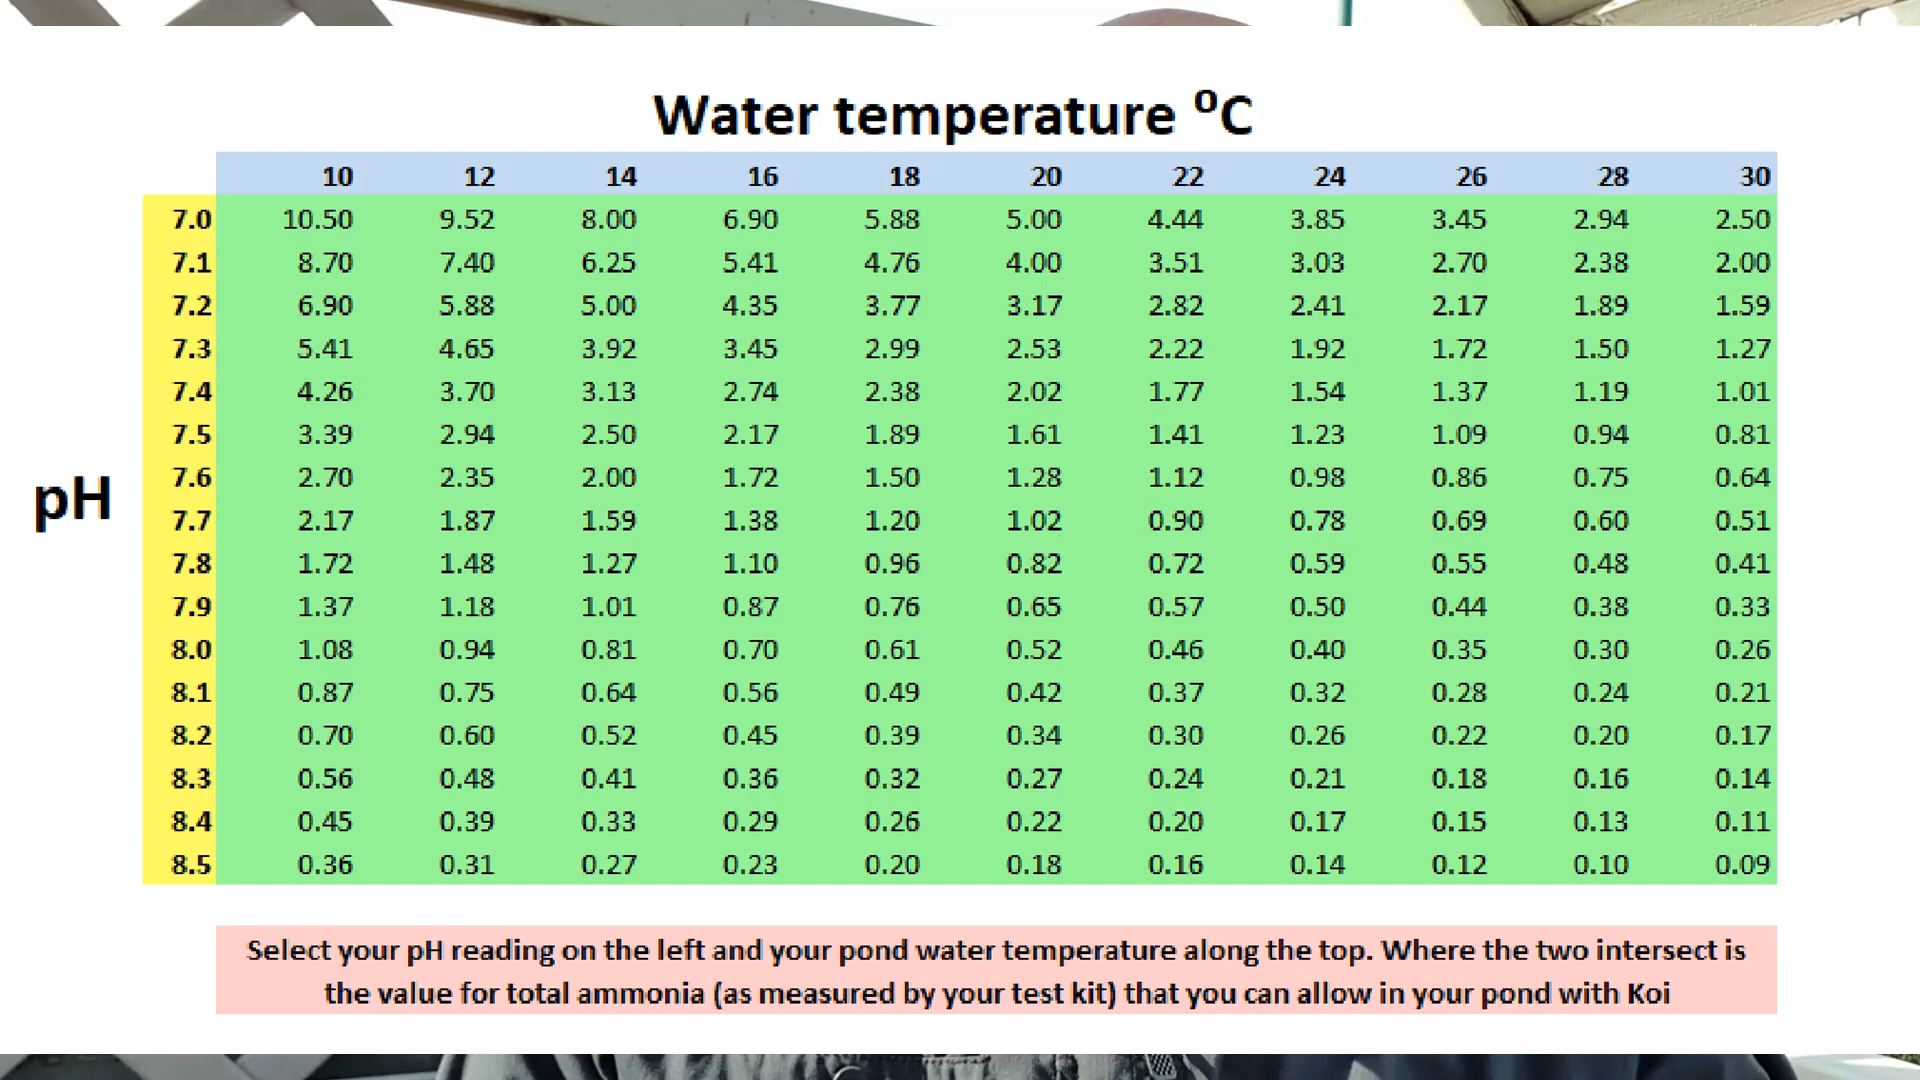 Water temperature ⁰C
10 12 14 16 18 20 22 24 26 28 30
7.0 10.50 9.52 8.00 6.90 5.88 5.00 4.44 3.85 3.45 2.94 2.50
7.1 8.70 7.40 6.25 5.41 4.76 4.00 3.51 3.03 2.70 2.38 2.00
7.2 6.90 5.88 5.00 4.35 3.77 3.17 2.82 2.41 2.17 1.89 1.59
7.3 5.41 4.65 3.92 3.45 2.99 2.53 2.22 1.92 1.72 1.50 1.27
7.4 4.26 3.70 3.13 2.74 2.38 2.02 1.77 1.54 1.37 1.19 1.01
7.5 3.39 2.94 2.50 2.17 1.89 1.61 1.41 1.23 1.09 0.94 0.81
pH
7.6 2.70 2.35 2.00 1.72 1.50 1.28 1.12 0.98 0.86 0.75 0.64
7.7 2.17 1.87 1.59 1.38 1.20 1.02 0.90 0.78 0.69 0.60 0.51
7.8 1.72 1.48 1.27 1.10 0.96 0.82 0.72 0.59 0.55 0.48 0.41
7.9 1.37 1.18 1.01 0.87 0.76 0.65 0.57 0.50 0.44 0.38 0.33
8.0 1.08 0.94 0.81 0.70 0.61 0.52 0.46 0.40 0.35 0.30 0.26
8.1 0.87 0.75 0.64 0.56 0.49 0.42 0.37 0.32 0.28 0.24 0.21
8.2 0.70 0.60 0.52 0.45 0.39 0.34 0.30 0.26 0.22 0.20 0.17
8.3 0.56 0.48 0.41 0.36 0.32 0.27 0.24 0.21 0.18 0.16 0.14
8.4 0.45 0.39 0.33 0.29 0.26 0.22 0.20 0.17 0.15 0.13 0.11
8.5 0.36 0.31 0.27 0.23 0.20 0.18 0.16 0.14 0.12 0.10 0.09
Select your pH reading on the left and your pond water temperature along the top. Where the two intersect is
the value for total ammonia (as measured by your test kit) that you can allow in your pond with Koi